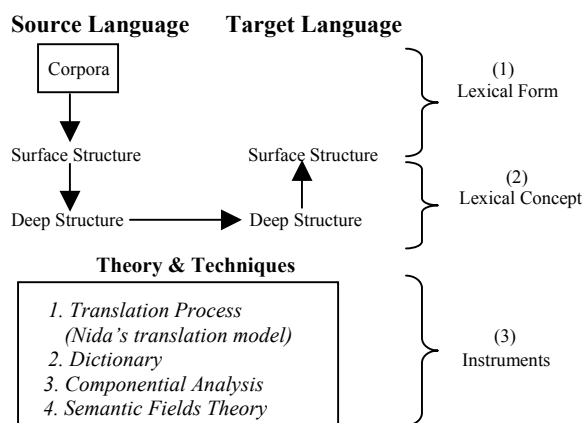 Source Language Target Language
Corpora
(1)
Lexical Form
Surface Structure Surface Structure
(2)
Lexical Concept
Deep Structure Deep Structure
Theory & Techniques
1. Translation Process
(Nida's translation model)
2. Dictionary
3. Componential Analysis
4. Semantic Fields Theory
(3)
Instruments